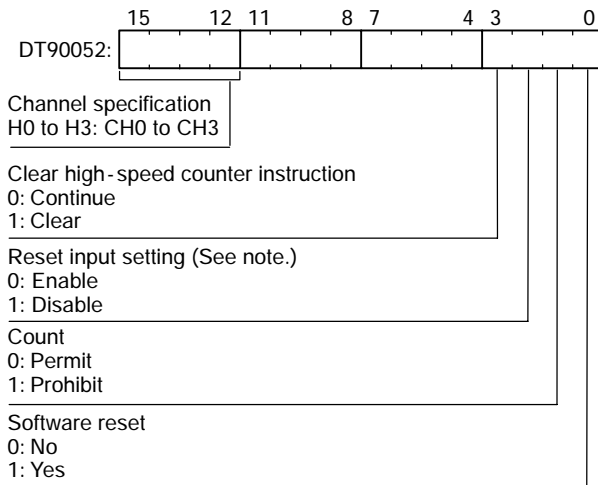 15 12 11 8 7 4 3 0
DT90052:
Channel specification
H0 to H3: CH0 to CH3
Clear high-speed counter instruction
0: Continue
1: Clear
Reset input setting (See note.)
0: Enable
1: Disable
Count
0: Permit
1: Prohibit
Software reset
0: No
1: Yes